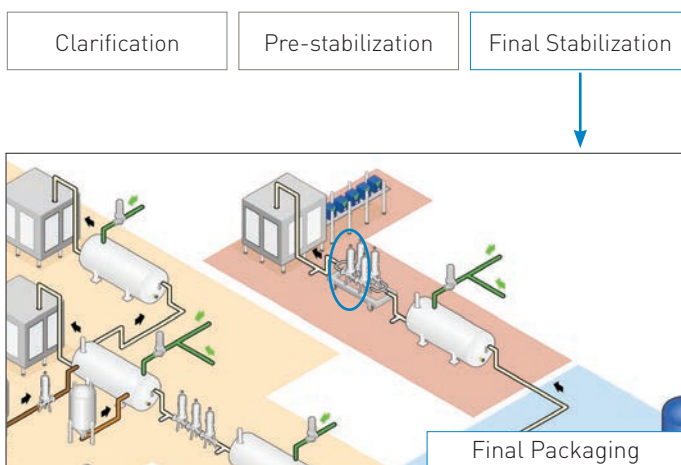 Clarification
Pre-stabilization
Final Stabilization
Final Packaging